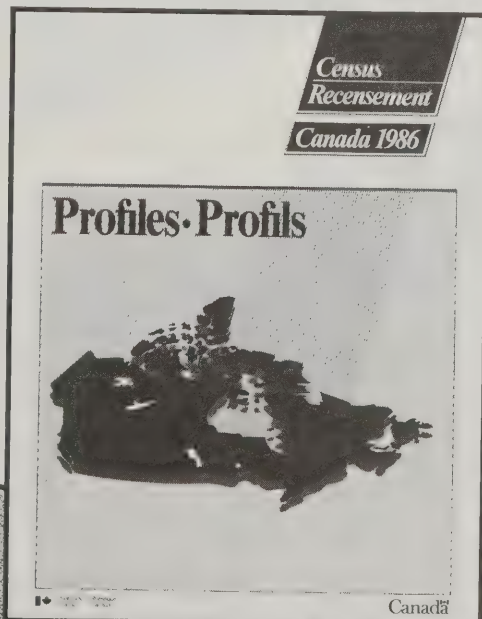 Census
Recensement
Canada 1986
Profiles • Profils
Canada